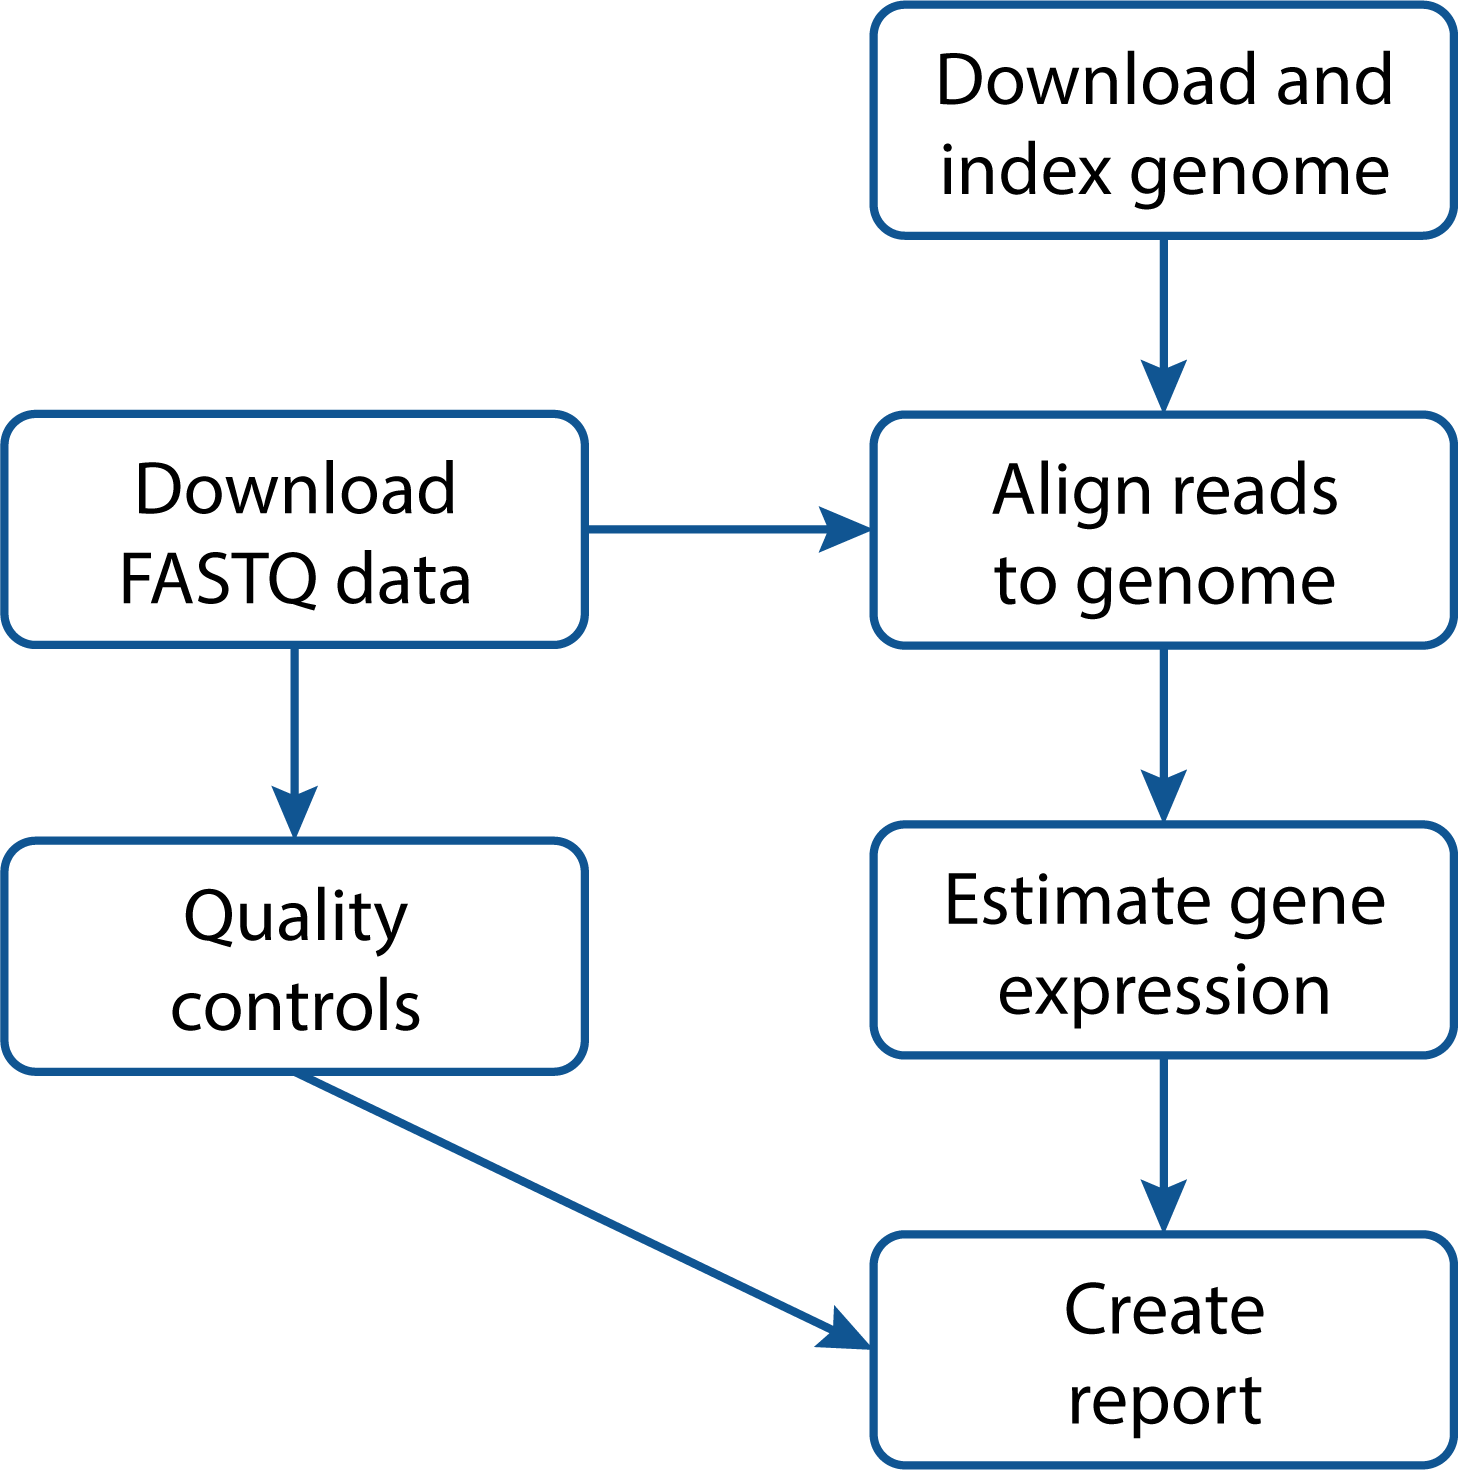 Download and
index genome
Download
FASTQ data
Align reads
to genome
Quality
controls
Estimate gene
expression
Create
report